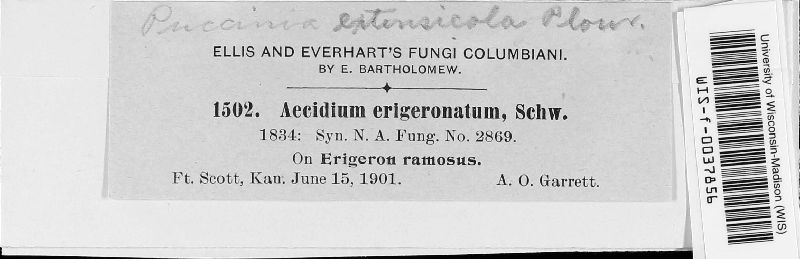 Puccinia extensicola Plowr.
ELLIS AND EVERHART'S FUNGI COLUMBIANI.
BY E. BARTHOLOMEW.
1502. Aecidium erigeronatum, Schw.
1834: Syn. N. A. Fung. No. 2869.
On Erigeron ramosus.
Ft. Scott, Kan. June 15, 1901. A. O. Garrett.
WIS-f-0037856
University of Wisconsin-Madison (WIS)